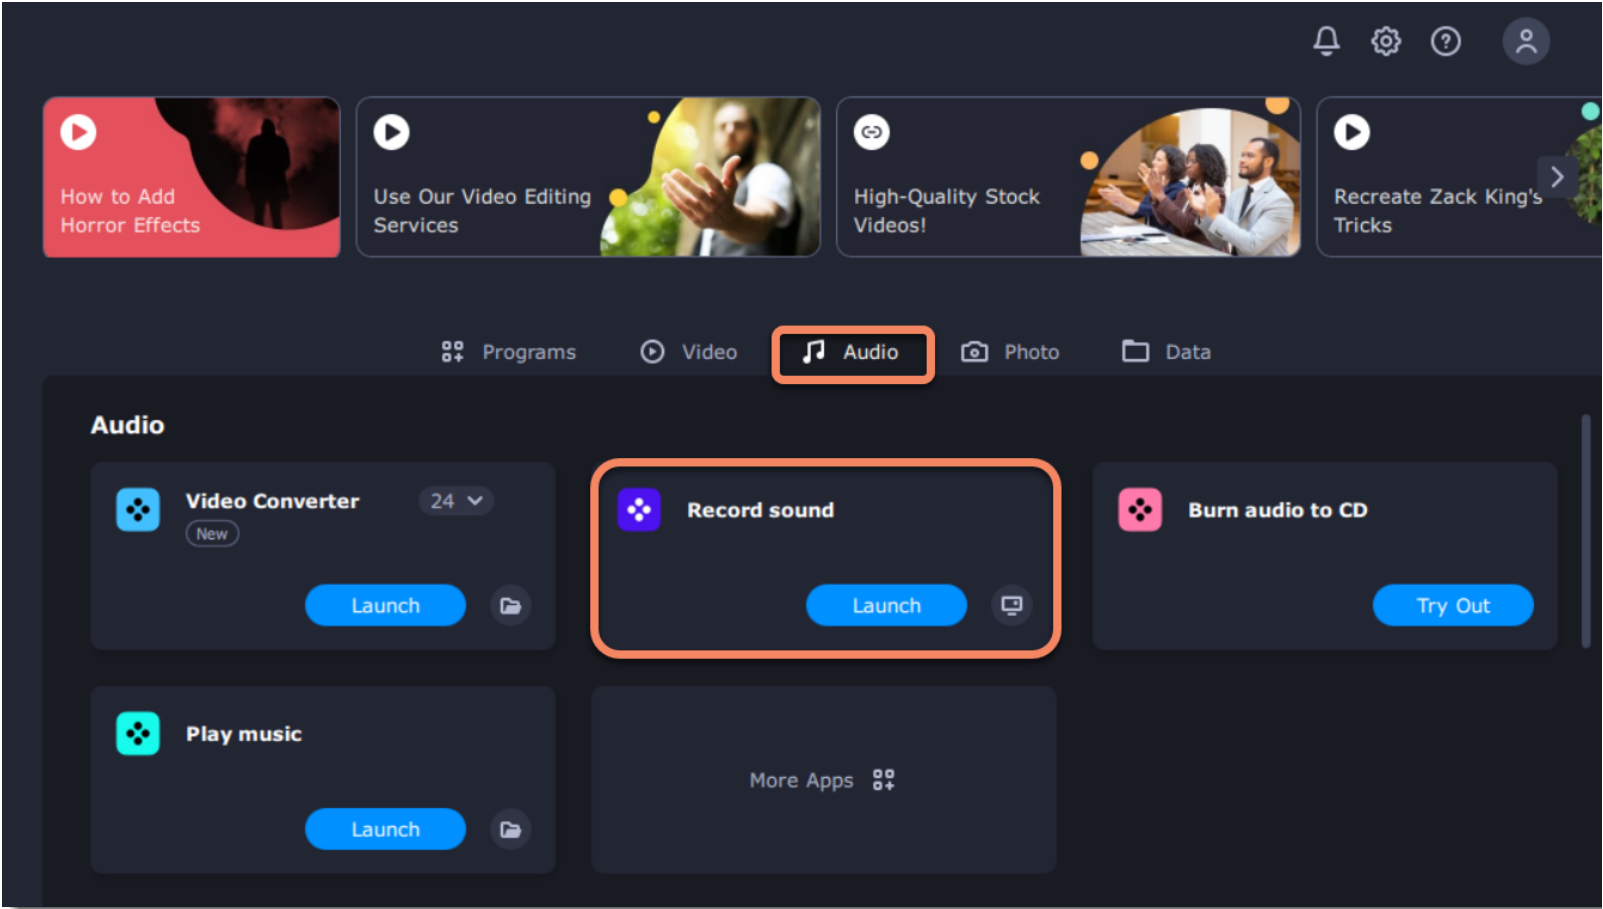 How to Add
Horror Effects
Use Our Video Editing
Services
High-Quality Stock
Videos!
Recreate Zack King's
Tricks
Programs
Video
Audio
Photo
Data
Audio
Video Converter
24
New
Launch
Record sound
Launch
Burn audio to CD
Try Out
Play music
Launch
More Apps